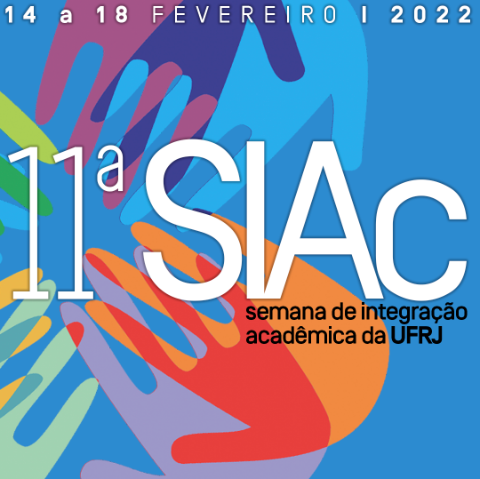 14 a 18 FEVEREIRO | 2022
11ª SIAc
semana de integração
acadêmica da UFRJ